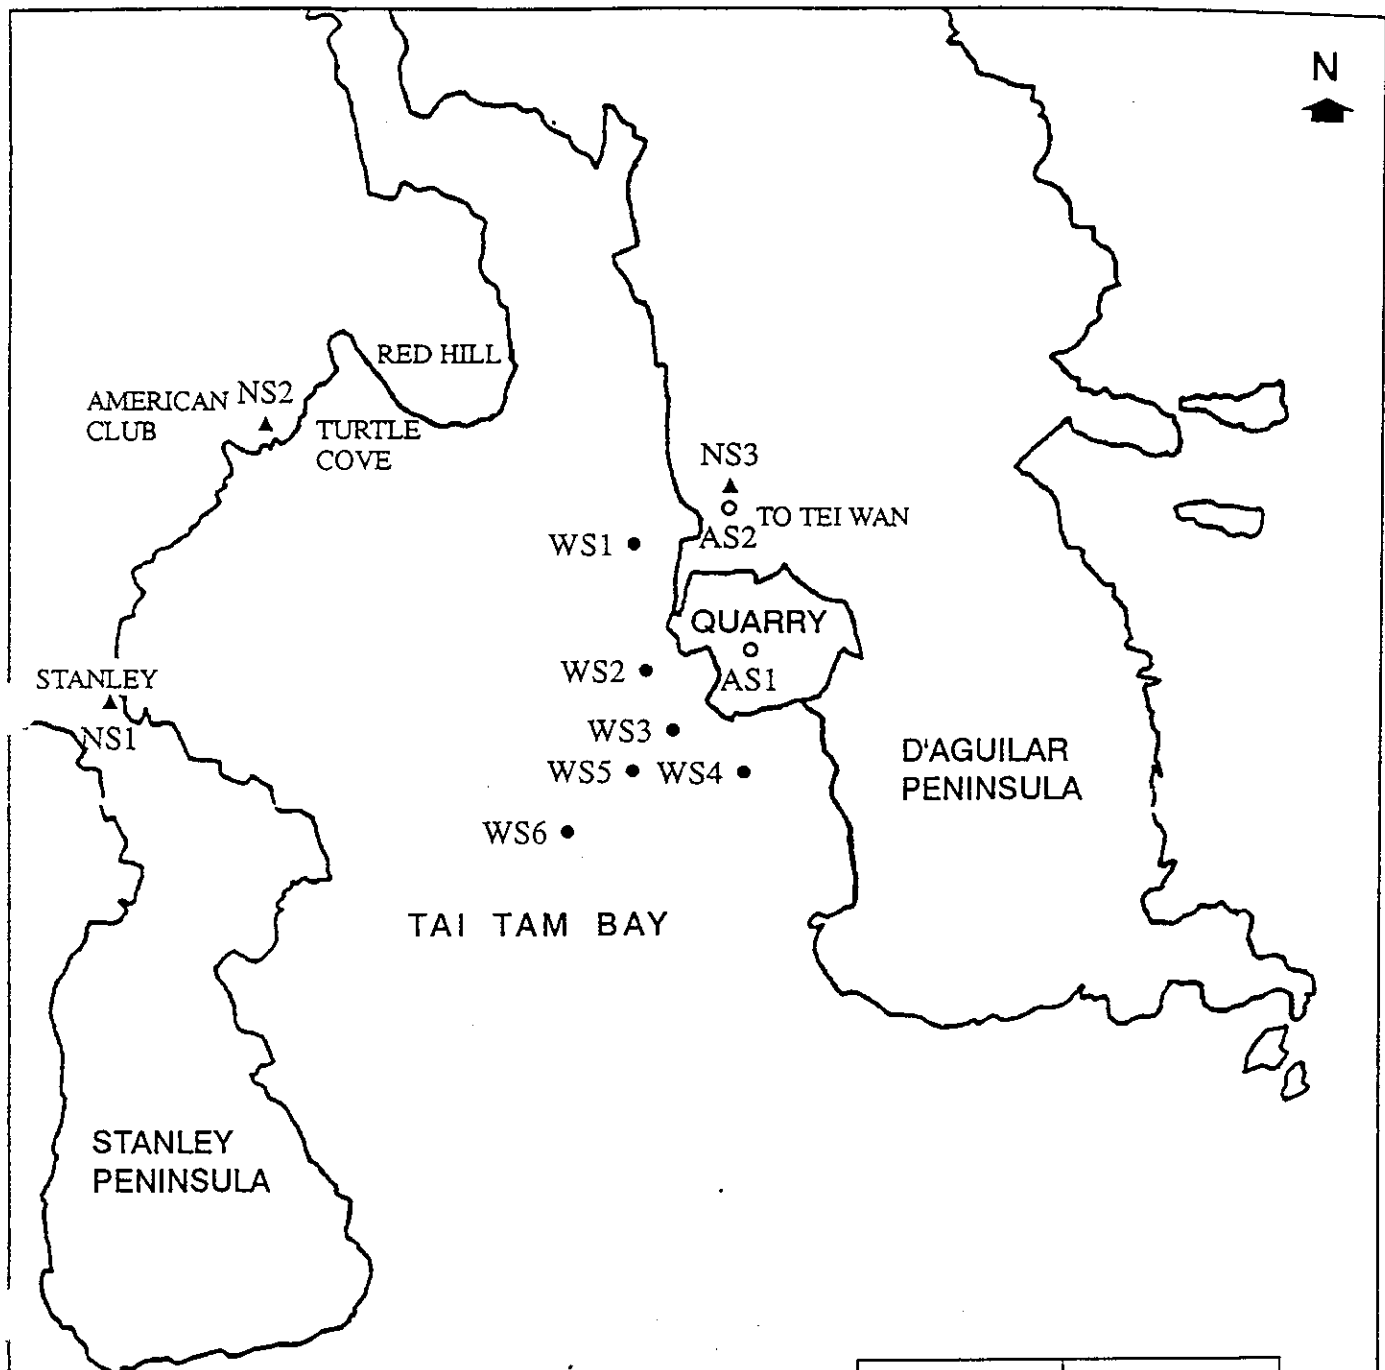 N
RED HILL
AMERICAN
CLUB
NS2
TURTLE
COVE
NS3
TO TEI WAN
AS2
WS1
QUARRY
AS1
WS2
STANLEY
NS1
WS3
WS5
WS4
D'AGUILAR
PENINSULA
WS6
TAI TAM BAY
STANLEY
PENINSULA